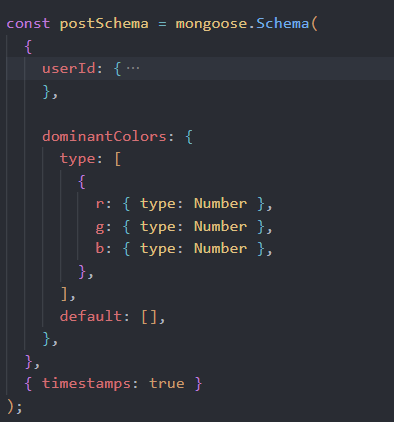 const postSchema = mongoose.Schema(
  {
    userId: { ···
    },

    dominantColors: {
      type: [
        {
          r: { type: Number },
          g: { type: Number },
          b: { type: Number },
        },
      ],
      default: [],
    },
  },
  { timestamps: true }
);